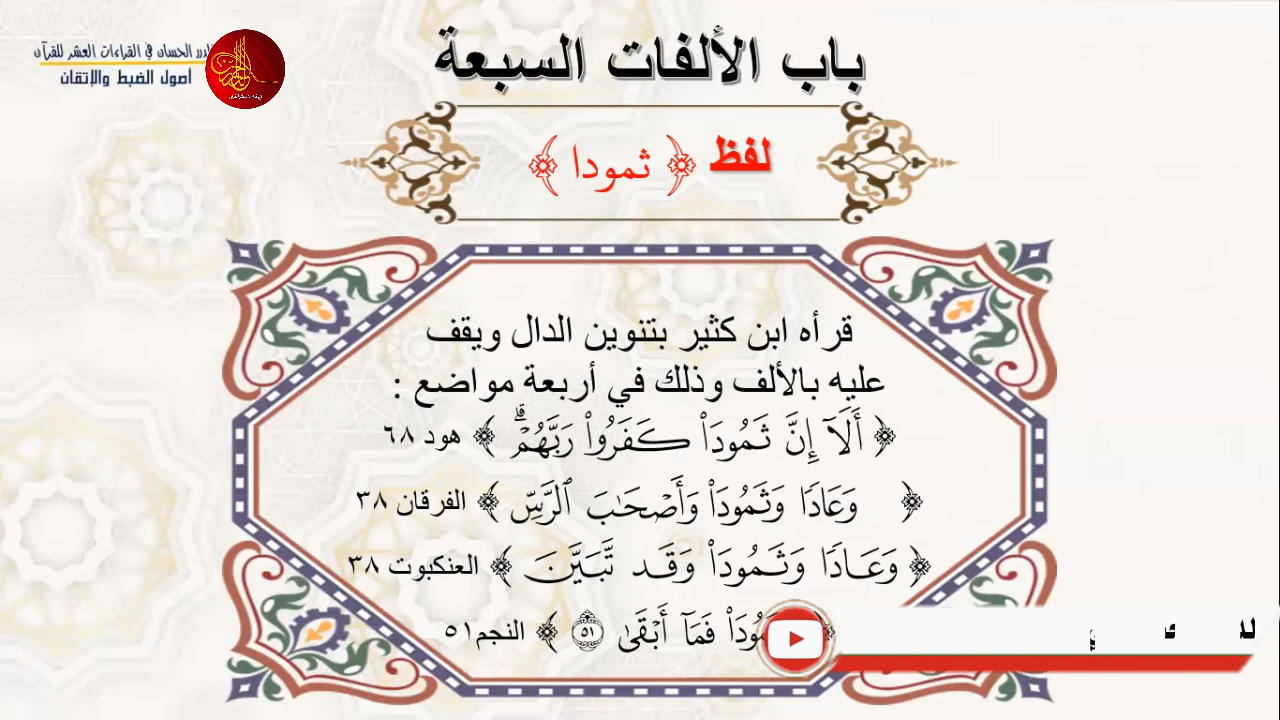 الدرر الحسان في القراءات العشر للقرآن
أصول الضبط والإتقان
باب الألفات السبعة
لفظ ﴿ ثمودا ﴾
قرأه ابن كثير بتنوين الدال ويقف
عليه بالألف وذلك في أربعة مواضع :
﴿ أَلَآ إِنَّ ثَمُودَا۟ كَفَرُوا۟ رَبَّهُمْ ۗ ﴾ هود ٦٨
﴿ وَعَادًا وَثَمُودَا۟ وَأَصْحَٰبَ ٱلرَّسِّ ﴾ الفرقان ٣٨
﴿ وَعَادًا وَثَمُودَا۟ وَقَد تَّبَيَّنَ ﴾ العنكبوت ٣٨
فَمَآ أَبْقَىٰ ٥١ ﴾ النجم٥١